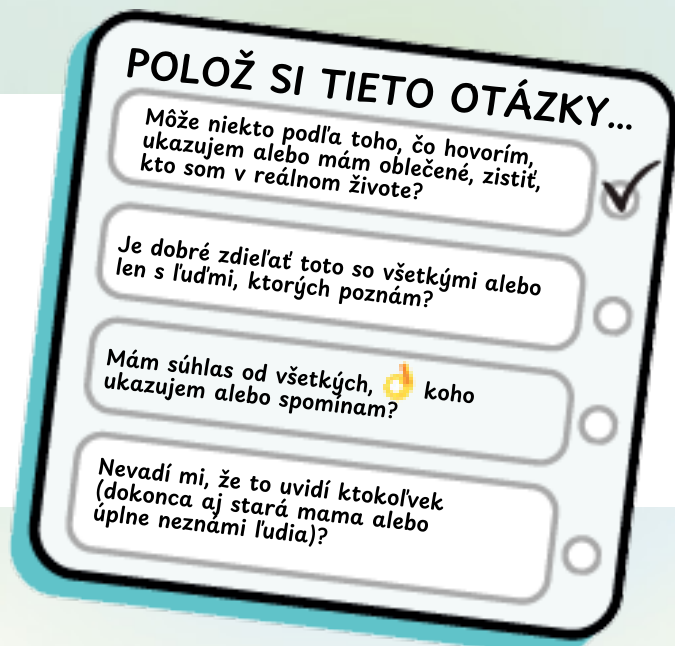 POLOŽ SI TIETO OTÁZKY...
Môže niekto podľa toho, čo hovorím,
ukazujem alebo mám oblečené, zistiť,
kto som v reálnom živote?
Je dobré zdieľať toto so všetkými alebo
len s ľuďmi, ktorých poznám?
Mám súhlas od všetkých, 👌 koho
ukazujem alebo spomínam?
Nevadí mi, že to uvidí ktokoľvek
(dokonca aj stará mama alebo
úplne neznámi ľudia)?